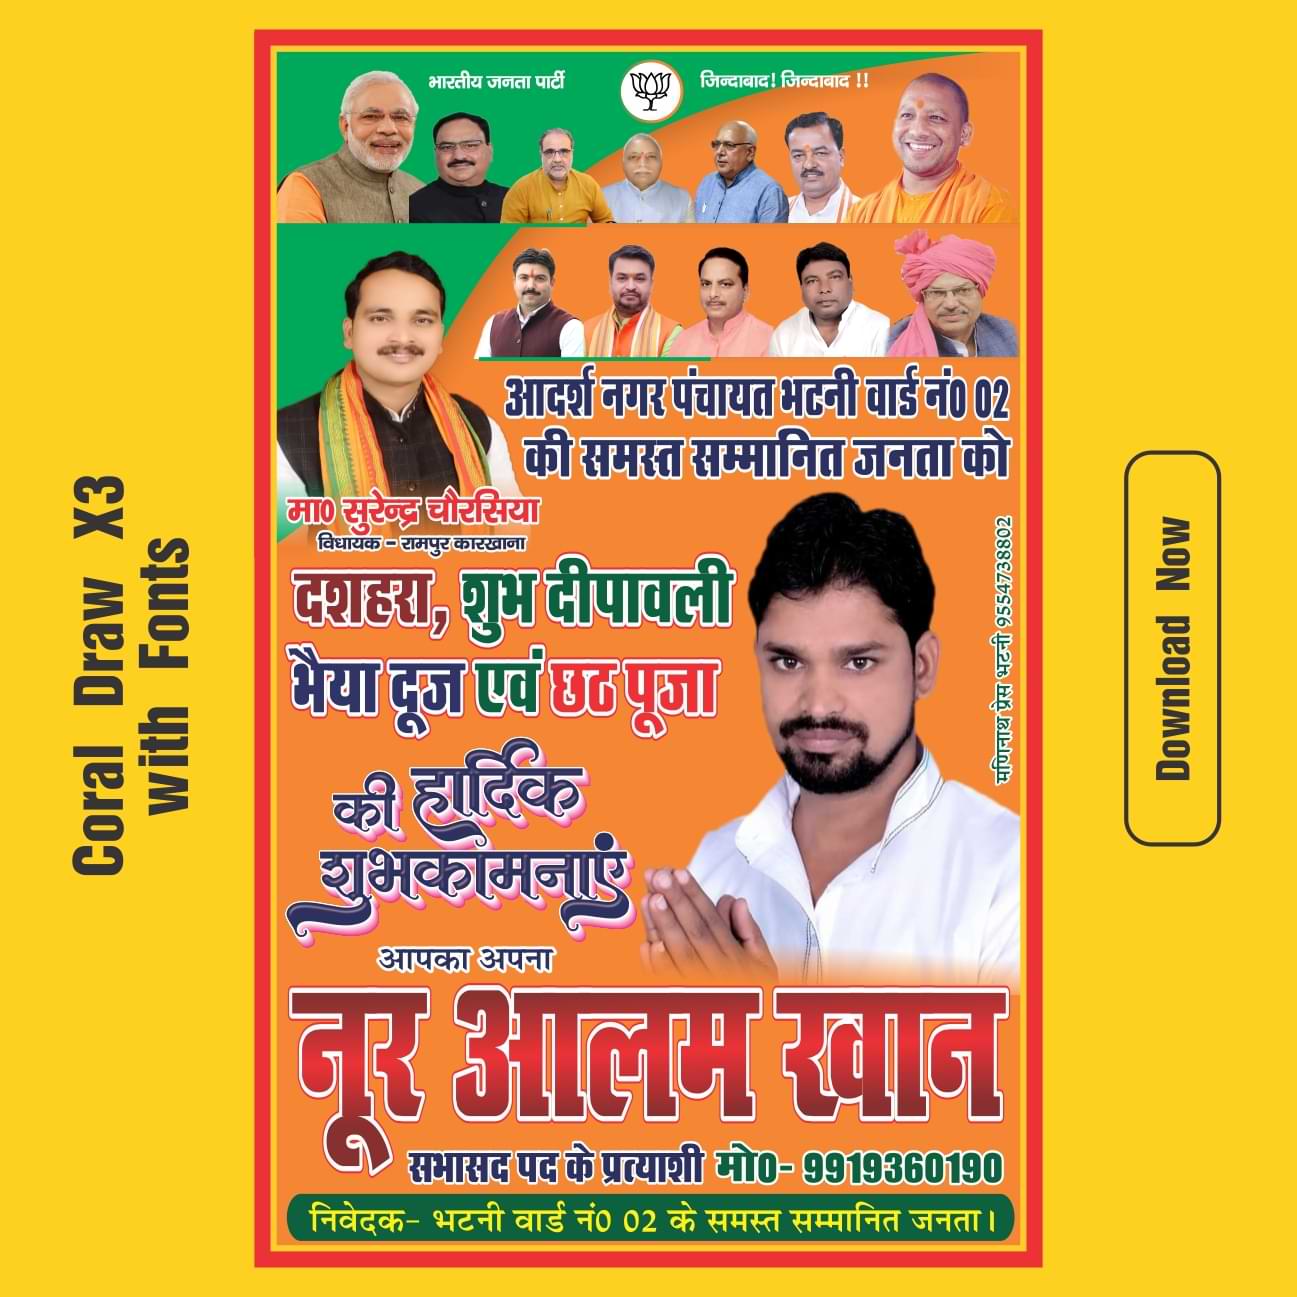 भारतीय जनता पार्टी
जिन्दाबाद! जिन्दाबाद !!
आदर्श नगर पंचायत भटनी वार्ड नं0 02
की समस्त सम्मानित जनता को
मा0 सुरेन्द्र चौरसिया
विधायक - रामपुर कारखाना
दशहरा, शुभ दीपावली
भैया दूज एवं छठ पूजा
की हार्दिक
शुभकामनाएं
मणिनाथ प्रेस भटनी 9554738802
आपका अपना
नूर आलम खान
सभासद पद के प्रत्याशी मो0- 9919360190
निवेदक- भटनी वार्ड नं0 02 के समस्त सम्मानित जनता।
Coral Draw X3
with Fonts
Download Now